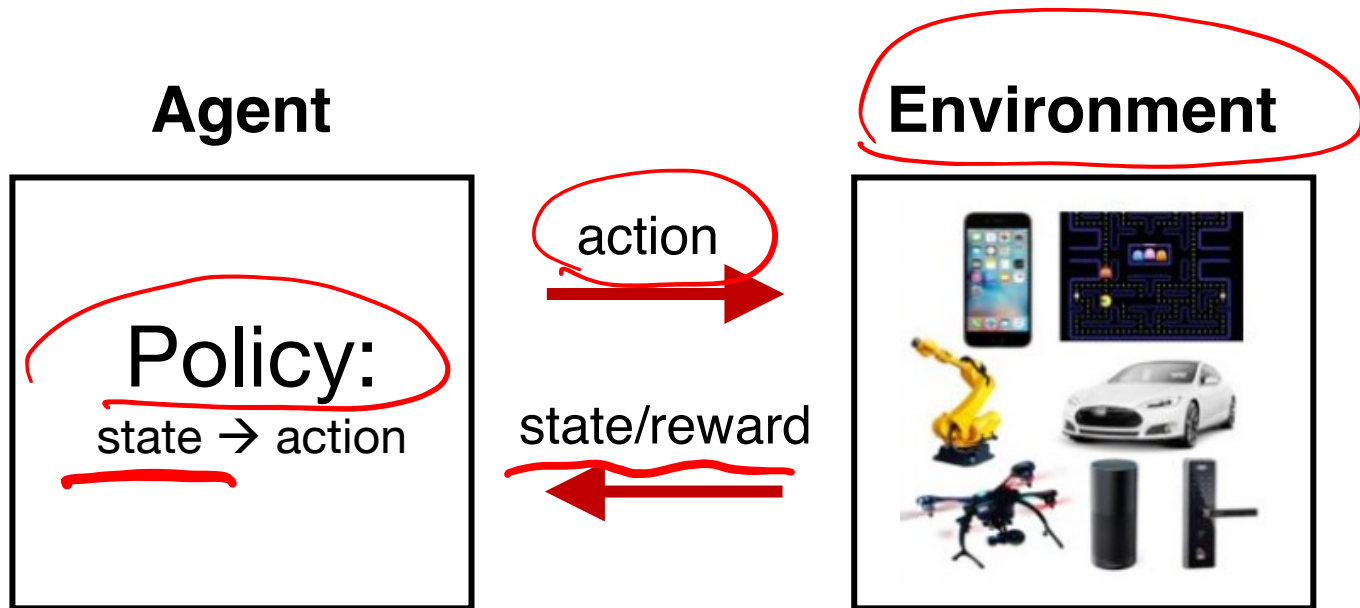 Agent
Environment
action
Policy:
state → action
state/reward